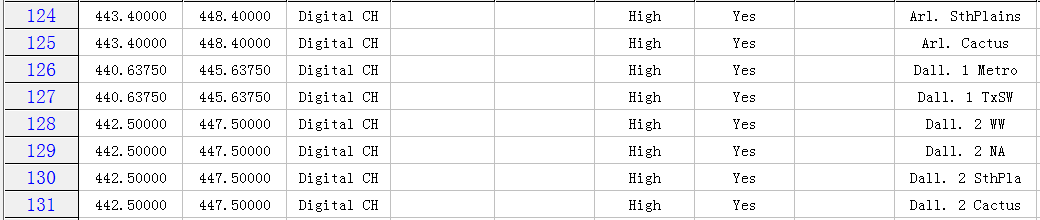 124 443.40000 448.40000 Digital CH High Yes Arl. SthPlains
125 443.40000 448.40000 Digital CH High Yes Arl. Cactus
126 440.63750 445.63750 Digital CH High Yes Dall. 1 Metro
127 440.63750 445.63750 Digital CH High Yes Dall. 1 TxSW
128 442.50000 447.50000 Digital CH High Yes Dall. 2 WW
129 442.50000 447.50000 Digital CH High Yes Dall. 2 NA
130 442.50000 447.50000 Digital CH High Yes Dall. 2 SthPla
131 442.50000 447.50000 Digital CH High Yes Dall. 2 Cactus